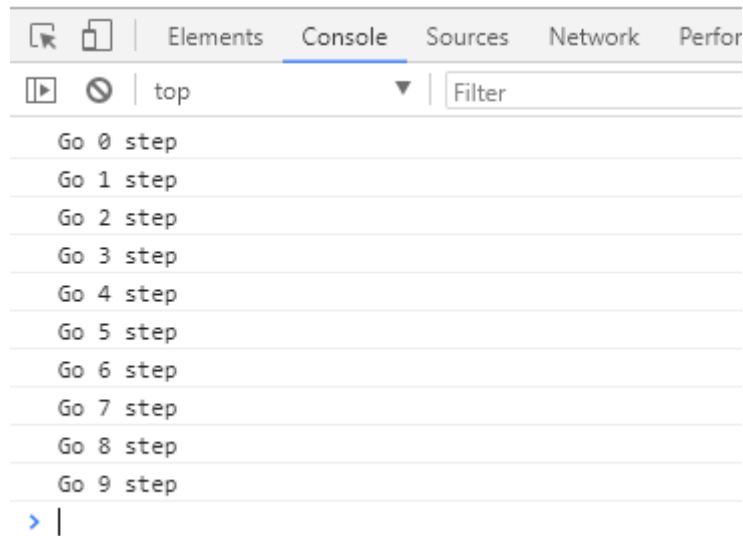 Elements Console Sources Network Perfor
top Filter
Go 0 step
Go 1 step
Go 2 step
Go 3 step
Go 4 step
Go 5 step
Go 6 step
Go 7 step
Go 8 step
Go 9 step